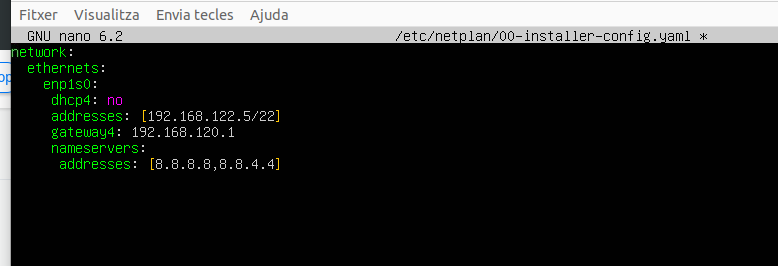 Fitxer Visualitza Envia tecles Ajuda
GNU nano 6.2 /etc/netplan/00-installer-config.yaml *
network:
  ethernets:
    enp1s0:
     dhcp4: no
     addresses: [192.168.122.5/22]
     gateway4: 192.168.120.1
     nameservers:
      addresses: [8.8.8.8,8.8.4.4]